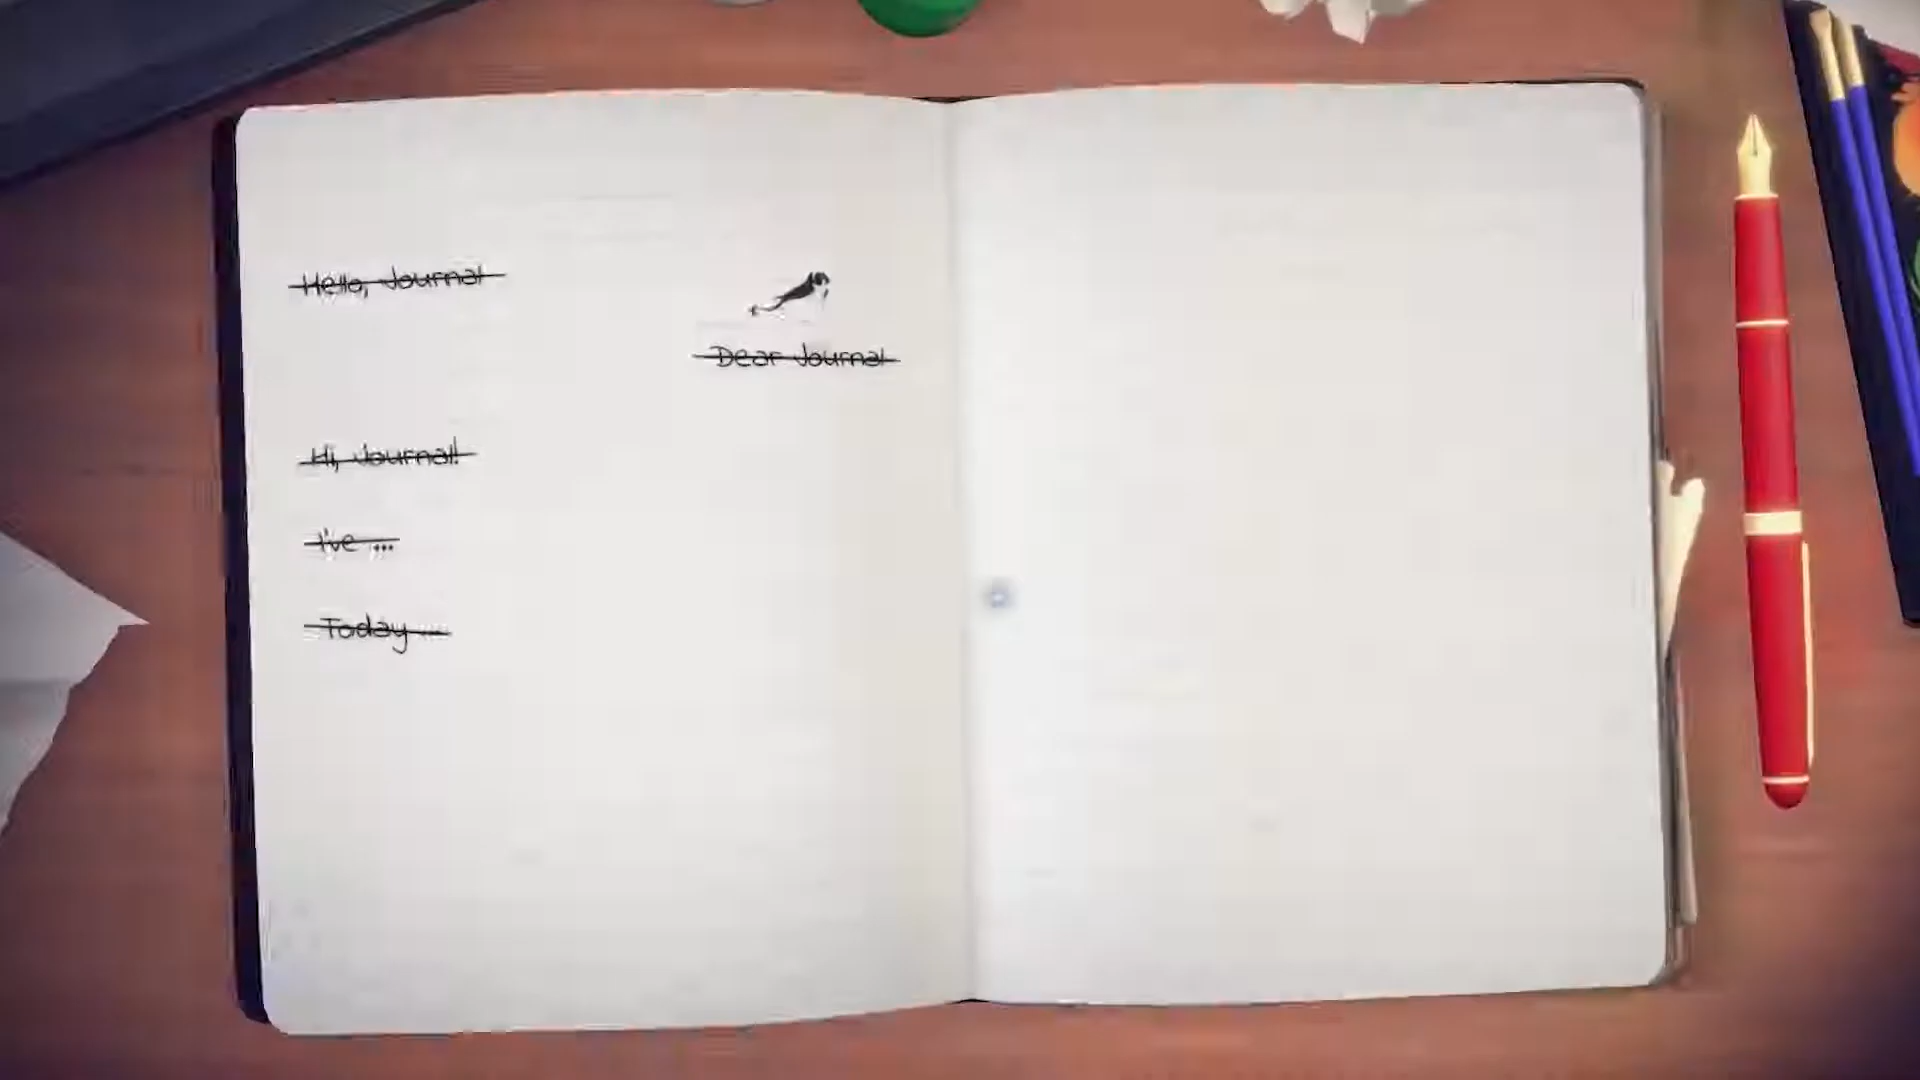 Hello, Journal
Dear Journal
Hi, Journal!
I've ...
Today ...